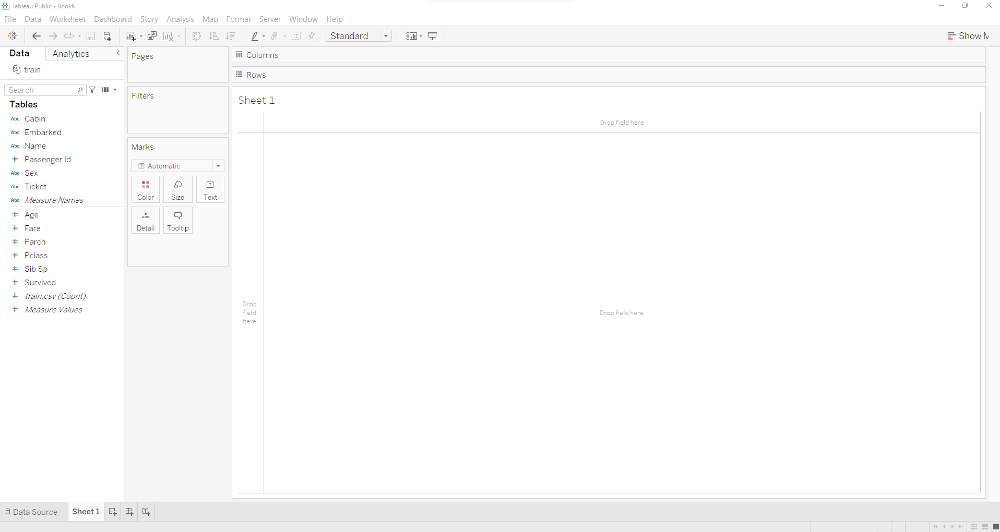 Tableau Public - Book6
File Data Worksheet Dashboard Story Analysis Map Format Server Window Help
Standard
Show M
Data Analytics
train
Search
Tables
Abc Cabin
Abc Embarked
Abc Name
# Passenger Id
Abc Sex
Abc Ticket
Abc Measure Names
# Age
# Fare
# Parch
# Pclass
# Sib Sp
# Survived
# train.csv (Count)
# Measure Values
Pages
Filters
Marks
Automatic
Color Size Text
Detail Tooltip
Columns
Rows
Sheet 1
Drop field here
Drop
field
here
Drop field here
Data Source Sheet 1